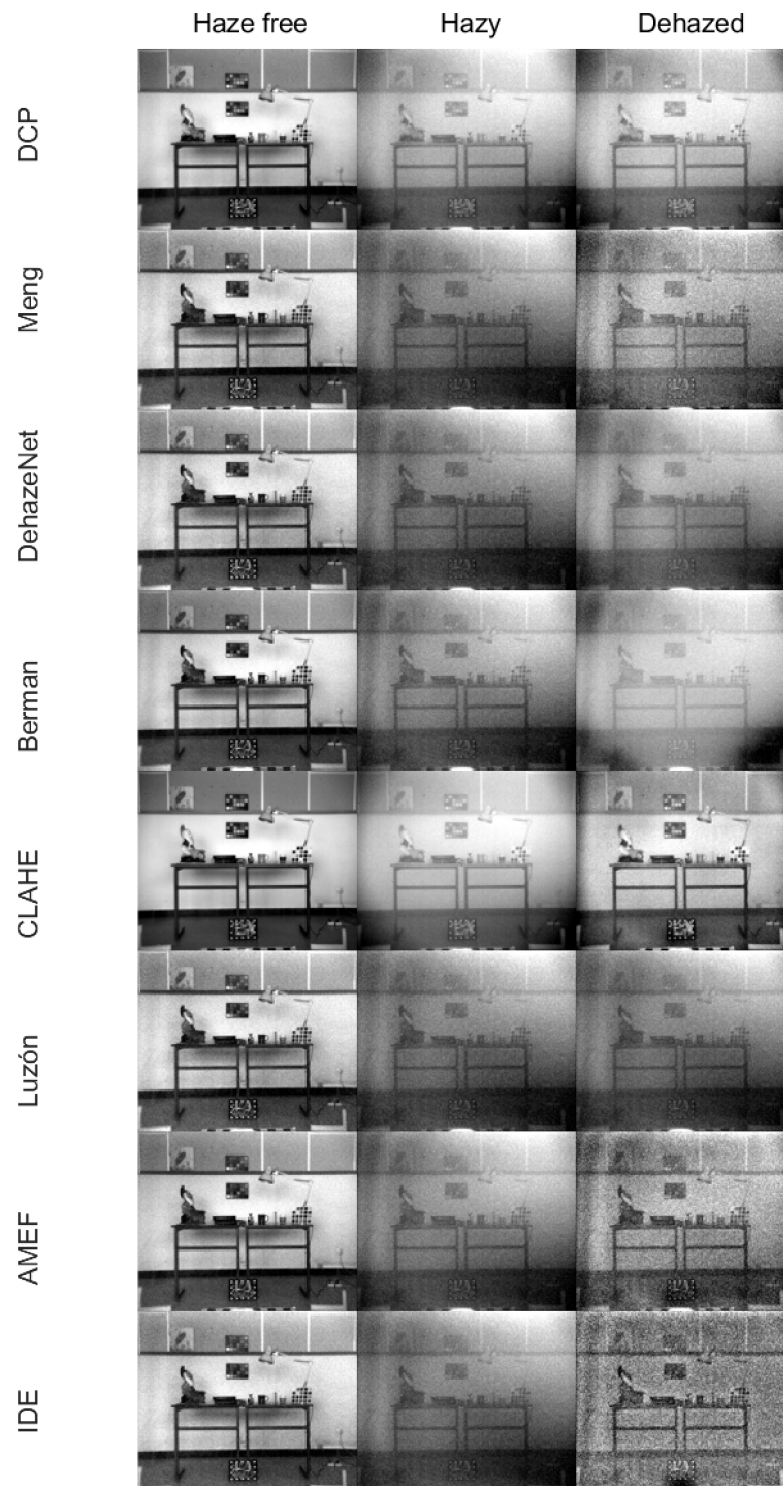 Haze free Hazy Dehazed
DCP
Meng
DehazeNet
Berman
CLAHE
Luzón
AMEF
IDE